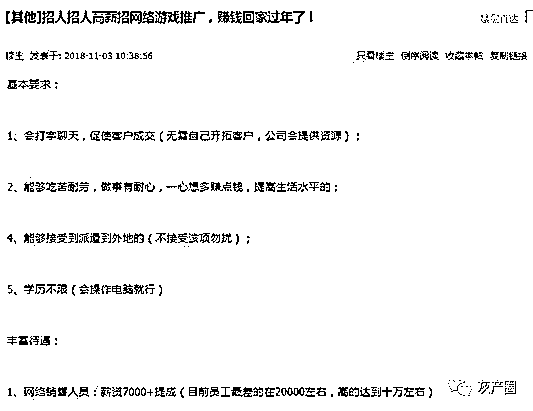 [其他]招人招人高薪招网络游戏推广，赚钱回家过年了！
楼主 发表于: 2018-11-03 10:38:56 只看楼主 倒序阅读 收藏本帖 复制链接
基本要求：
1、会打字聊天，促使客户成交（无需自己开拓客户，公司会提供资源）；
2、能够吃苦耐劳，做事有耐心，一心想多赚点钱，提高生活水平的；
4、能够接受到派遣到外地的（不接受该项勿扰）；
5、学历不限（会操作电脑就行）
丰富待遇：
1、网络销售人员：薪资7000+提成（目前员工最差的在20000左右，高的达到十万左右）
灰产圈